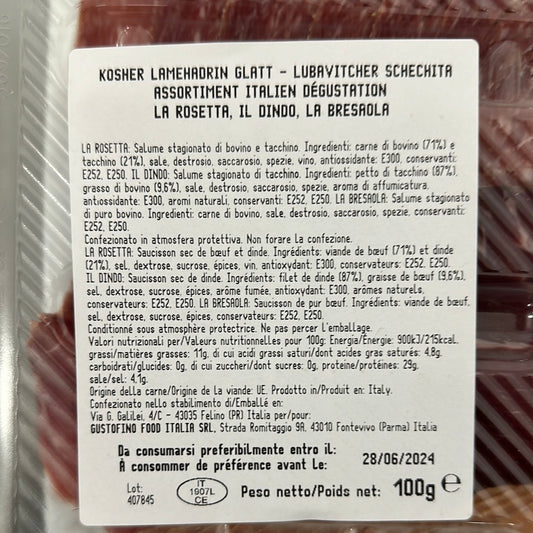 KOSHER LAMEHADRIN GLATT - LUBAVITCHER SCHECHITA
ASSORTIMENT ITALIEN DÉGUSTATION
LA ROSETTA, IL DINDO, LA BRESAOLA
LA ROSETTA: Salume stagionato di bovino e tacchino. Ingredienti: carne di bovino (71%) e
tacchino (21%), sale, destrosio, saccarosio, spezie, vino, antiossidante: E300, conservanti:
E252, E250. IL DINDO: Salume stagionato di tacchino. Ingredienti: petto di tacchino (87%),
grasso di bovino (9,6%), sale, destrosio, saccarosio, spezie, aroma di affumicatura,
antiossidante: E300, aromi naturali, conservanti: E252, E250. LA BRESAOLA: Salume stagionato
di puro bovino. Ingredienti: carne di bovino, sale, destrosio, saccarosio, spezie, conservanti:
E252, E250.
Confezionato in atmosfera protettiva. Non forare la confezione.
LA ROSETTA: Saucisson sec de bœuf et dinde. Ingrédients: viande de bœuf (71%) et dinde
(21%), sel, dextrose, sucrose, épices, vin, antioxydant: E300, conservateurs: E252, E250.
IL DINDO: Saucisson sec de dinde. Ingrédients: filet de dinde (87%), graisse de bœuf (9,6%),
sel, dextrose, sucrose, épices, arôme fumée, antioxydant: E300, arômes naturels,
conservateurs: E252, E250, LA BRESAOLA: Saucisson de pur bœuf. Ingrédients: viande de bœuf,
sel, dextrose, sucrose, épices, conservateurs: E252, E250.
Conditionné sous atmosphère protectrice. Ne pas percer l'emballage.
Valori nutrizionali per/Valeurs nutritionnelles pour 100g: Energia/Énergie: 900kJ/215kcal,
grassi/matières grasses: 11g, di cui acidi grassi saturi/dont acides gras saturés: 4.8g,
carboidrati/glucides: 0g, di cui zuccheri/dont sucres: 0g, proteine/protéines: 29g,
sale/sel: 4,1g.
Origine della carne/Origine de La viande: UE. Prodotto in/Produit en: Italy.
Confezionato nello stabilimento di/Emballé en:
Via G. Galilei, 4/C - 43035 Felino (PR) Italia per/pour:
GUSTOFINO FOOD ITALIA SRL, Strada Romitaggio 9A, 43010 Fontevivo (Parma) Italia
Da consumarsi preferibilmente entro il:
À consommer de préférence avant Le: 28/06/2024
Lot:
407845
IT
1907L
CE
Peso netto/Poids net: 100g e